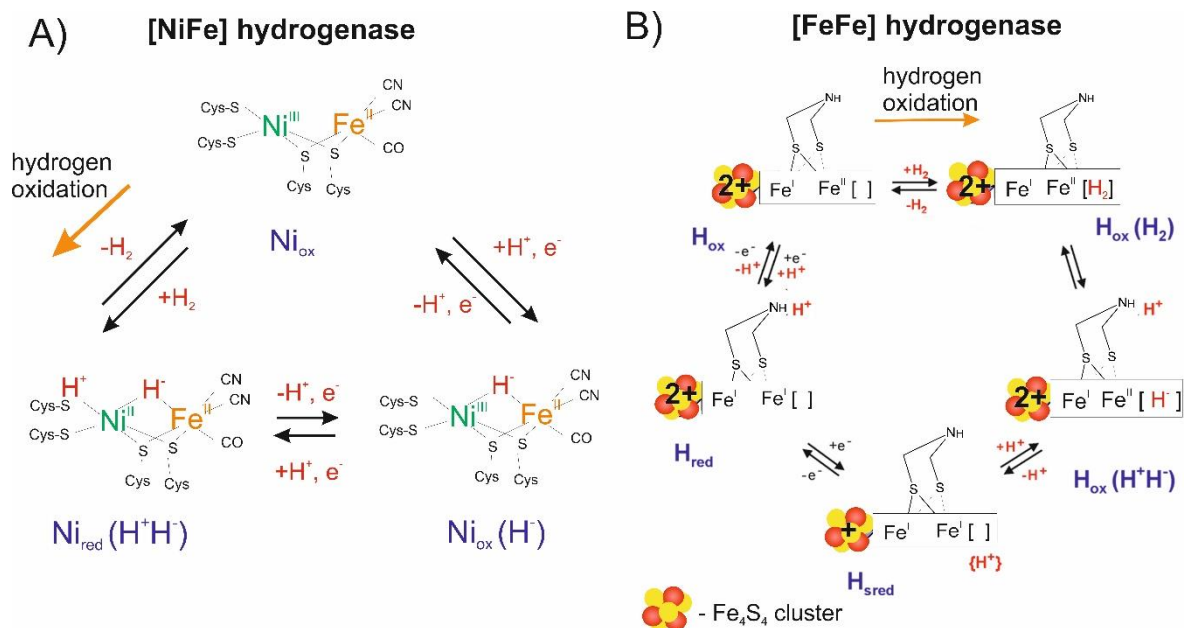 A)
[NiFe] hydrogenase
CN
CN
Cys-S
Ni^III
Fe^II
Cys-S
CO
S
S
Cys
Cys
hydrogen
oxidation
Ni_ox
-H₂
+H₂
+H⁺, e⁻
-H⁺, e⁻
H⁺
H⁻
CN
CN
Cys-S
Ni^II
Fe^II
Cys-S
CO
S
S
Cys
Cys
Ni_red (H⁺H⁻)
-H⁺, e⁻
+H⁺, e⁻
H⁻
CN
CN
Cys-S
Ni^III
Fe^II
Cys-S
CO
S
S
Cys
Cys
Ni_ox (H⁻)
B)
[FeFe] hydrogenase
hydrogen
oxidation
NH
S
S
2+
Fe^I
Fe^II [ ]
H_ox
+H₂
-H₂
NH
S
S
2+
Fe^I
Fe^II [H₂]
H_ox (H₂)
-e⁻
+e⁻
-H⁺
+H⁺
NH
H⁺
S
S
2+
Fe^I
Fe^I [ ]
H_red
NH
H⁺
S
S
2+
Fe^I
Fe^II [ H⁻]
H_ox (H⁺H⁻)
+e⁻
-e⁻
+H⁺
-H⁺
NH
S
S
+
Fe^I
Fe^I [ ]
{H⁺}
H_sred
- Fe₄S₄ cluster